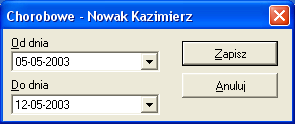 Chorobowe - Nowak Kazimierz
Od dnia
05-05-2003
Zapisz
Do dnia
12-05-2003
Anuluj